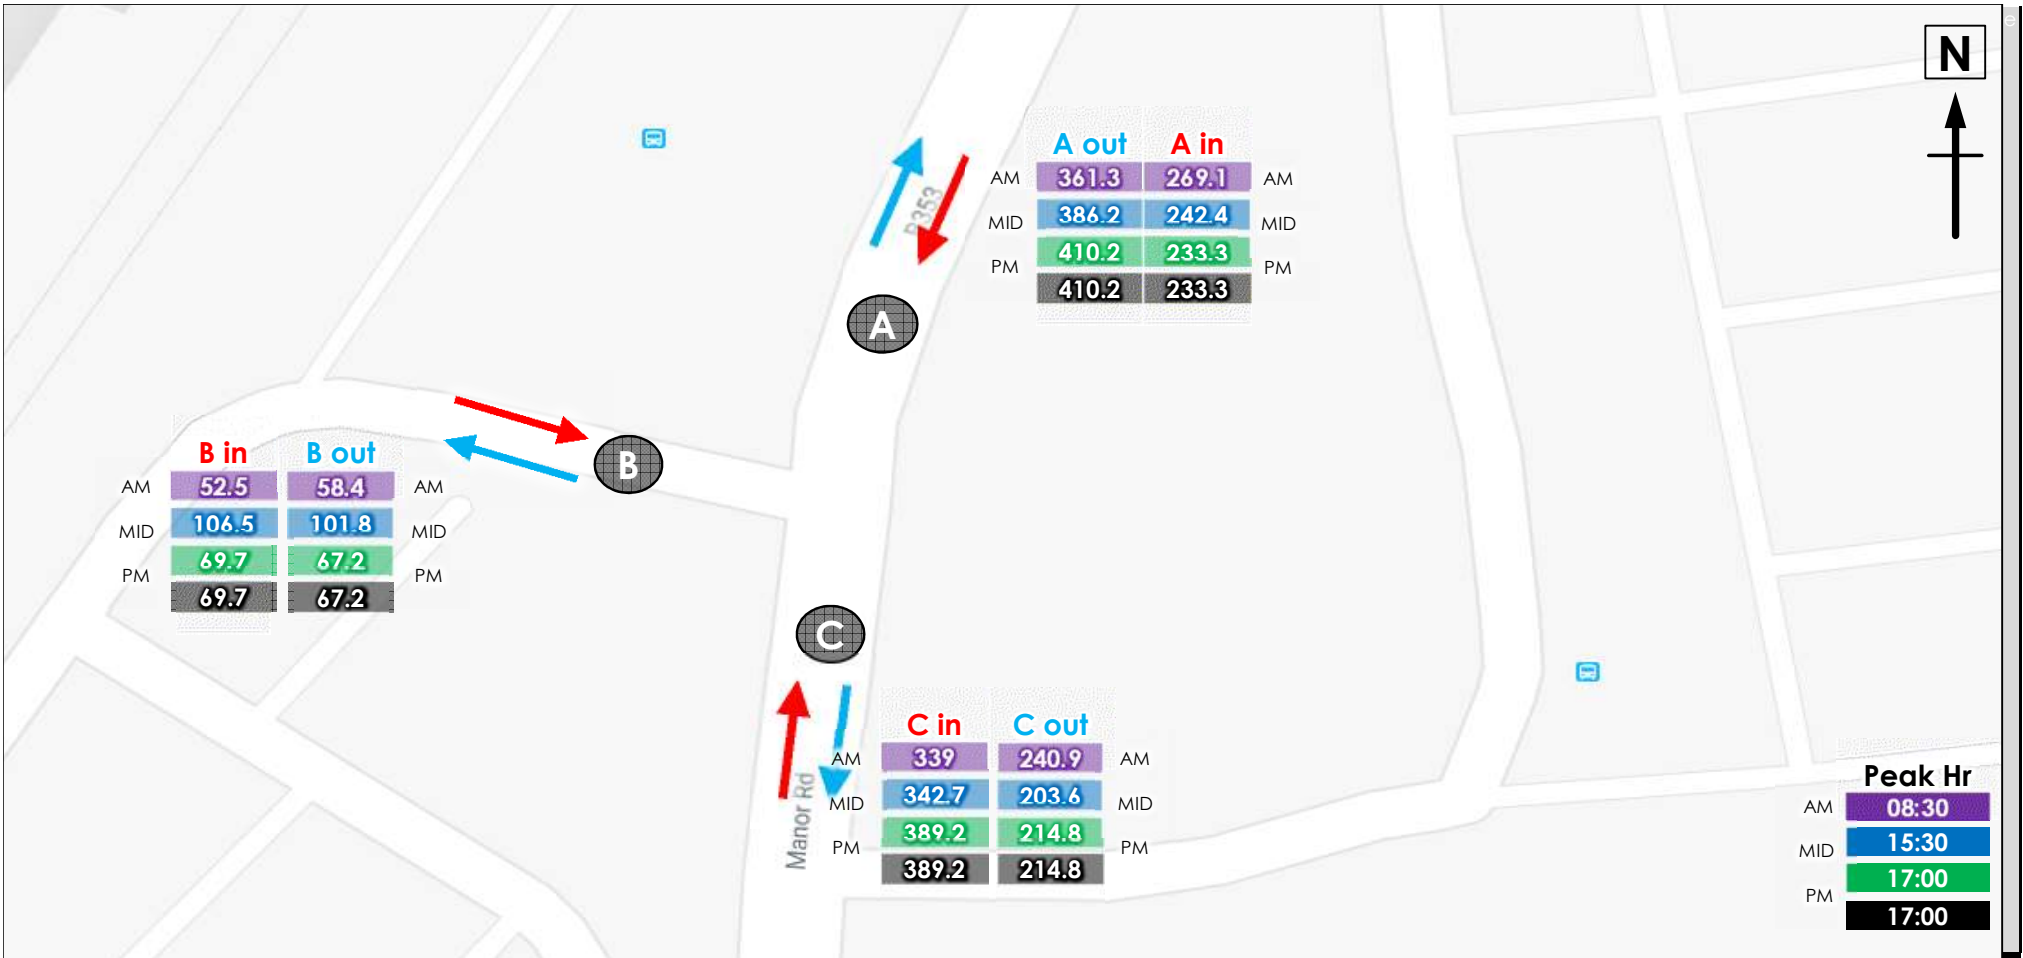 e
N
A out A in
AM 361.3 269.1 AM
MID 386.2 242.4 MID
PM 410.2 233.3 PM
410.2 233.3
A
B
B in B out
AM 52.5 58.4 AM
MID 106.5 101.8 MID
PM 69.7 67.2 PM
69.7 67.2
C
C in C out
AM 339 240.9 AM
MID 342.7 203.6 MID
PM 389.2 214.8 PM
389.2 214.8
Manor Rd
Peak Hr
AM 08:30
MID 15:30
PM 17:00
17:00